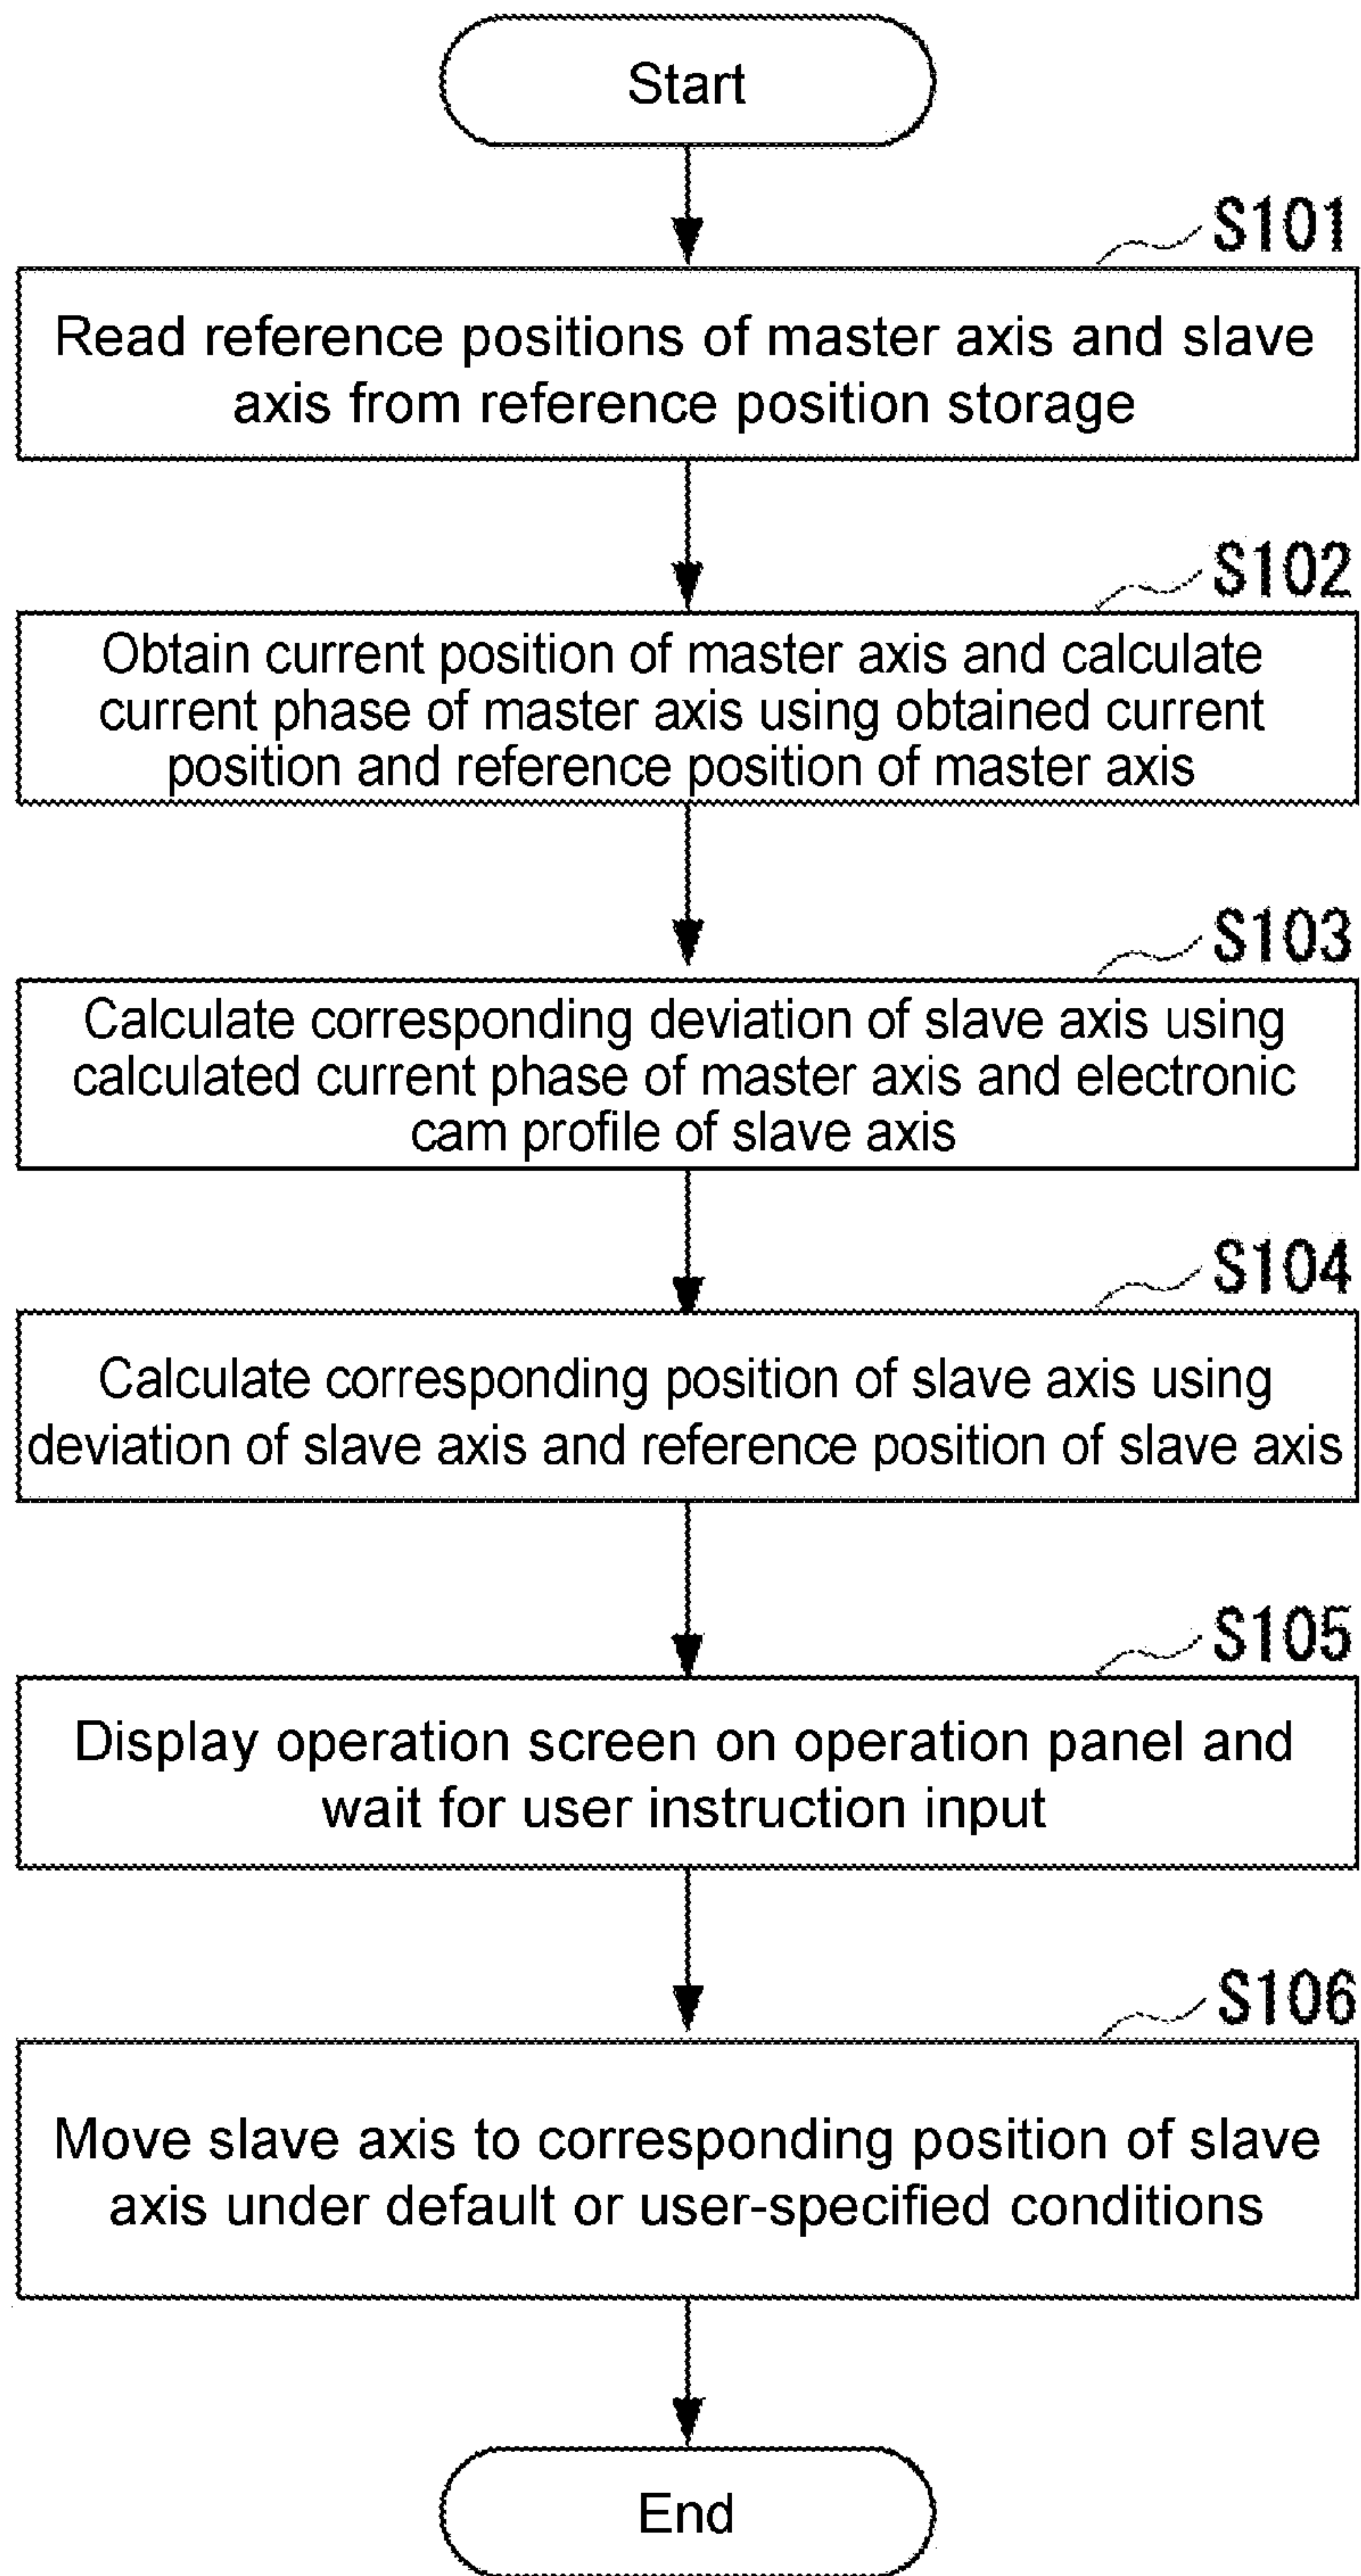 Start
S101
Read reference positions of master axis and slave
axis from reference position storage
S102
Obtain current position of master axis and calculate
current phase of master axis using obtained current
position and reference position of master axis
S103
Calculate corresponding deviation of slave axis using
calculated current phase of master axis and electronic
cam profile of slave axis
S104
Calculate corresponding position of slave axis using
deviation of slave axis and reference position of slave axis
S105
Display operation screen on operation panel and
wait for user instruction input
S106
Move slave axis to corresponding position of slave
axis under default or user-specified conditions
End